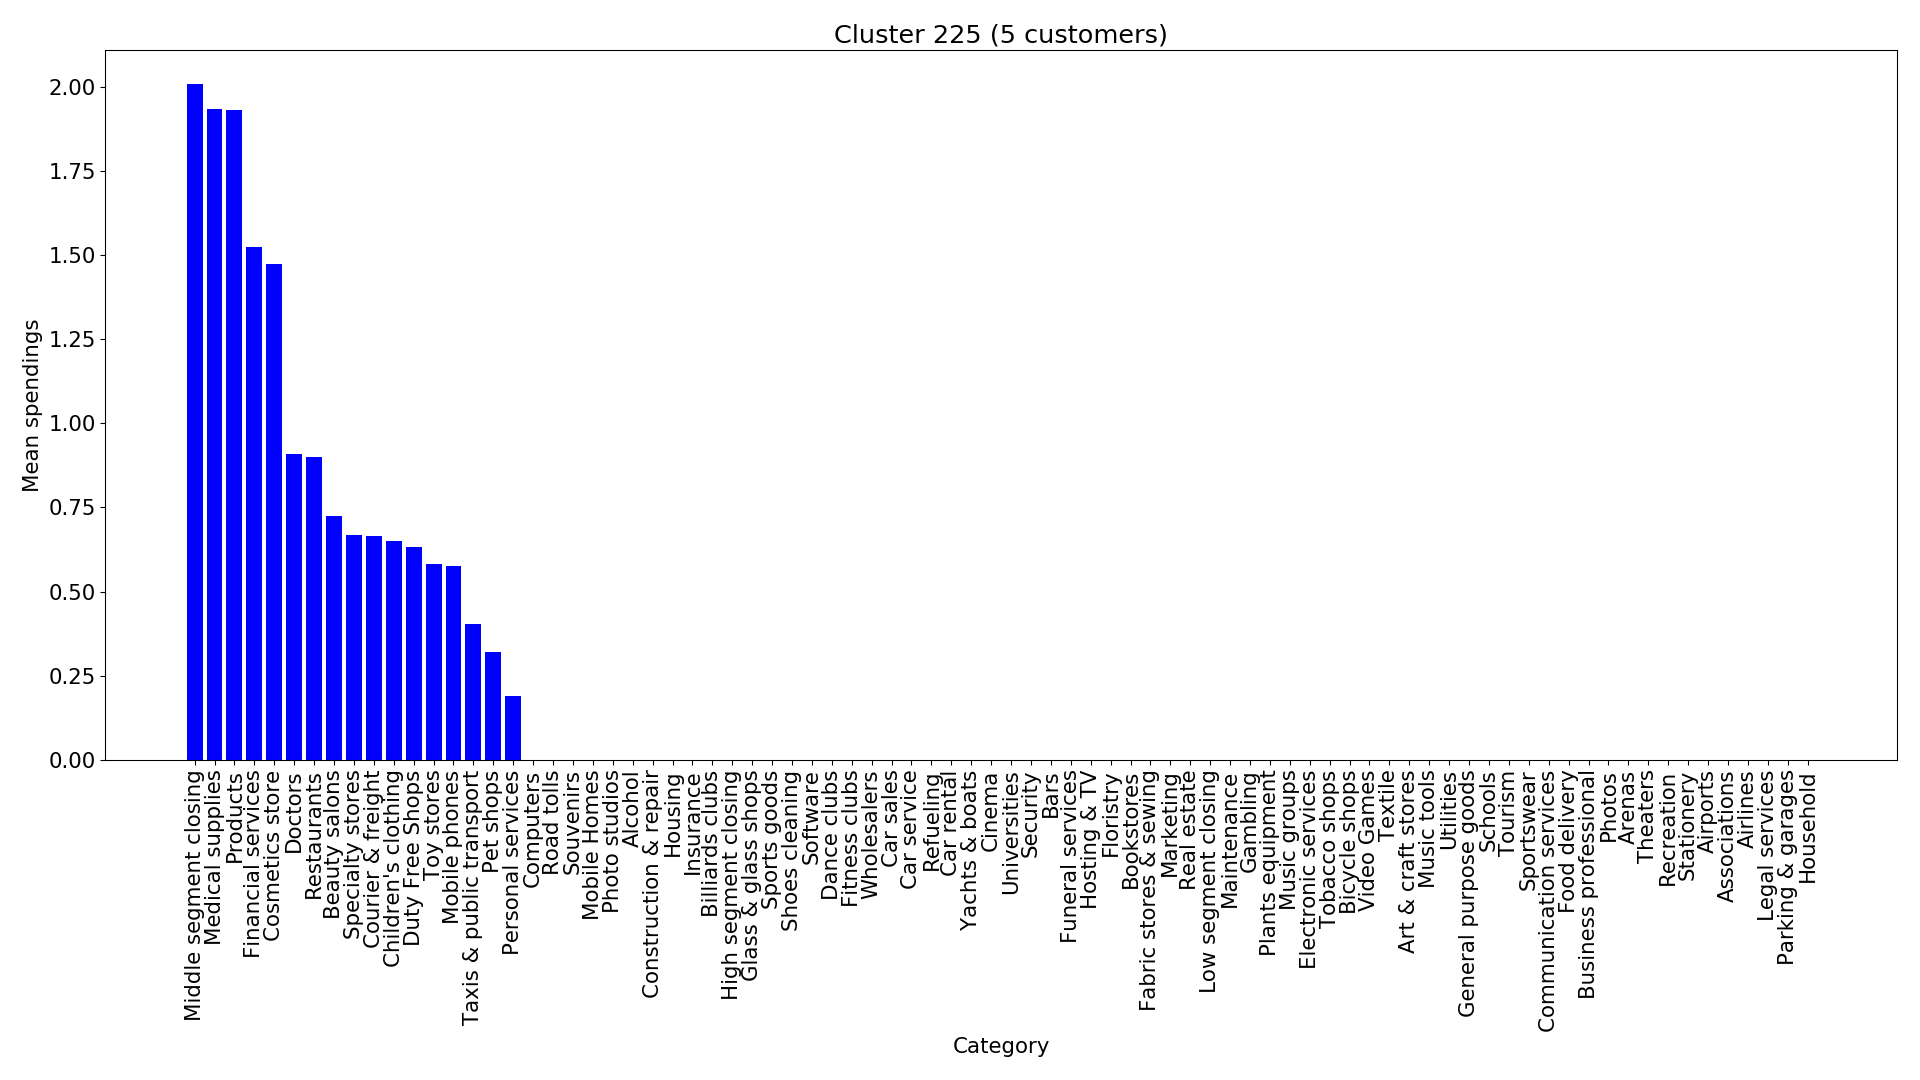 Cluster 225 (5 customers)
Mean spendings
2.00
1.75
1.50
1.25
1.00
0.75
0.50
0.25
0.00
Middle segment closing
Medical supplies
Products
Financial services
Cosmetics store
Doctors
Restaurants
Beauty salons
Specialty stores
Courier & freight
Children's clothing
Duty Free Shops
Toy stores
Mobile phones
Taxis & public transport
Pet shops
Personal services
Computers
Road tolls
Souvenirs
Mobile Homes
Photo studios
Alcohol
Construction & repair
Housing
Insurance
Billiards clubs
High segment closing
Glass & glass shops
Sports goods
Shoes cleaning
Software
Dance clubs
Fitness clubs
Wholesalers
Car sales
Car service
Refueling
Car rental
Yachts & boats
Cinema
Universities
Security
Bars
Funeral services
Hosting & TV
Floristry
Bookstores
Fabric stores & sewing
Marketing
Real estate
Low segment closing
Maintenance
Gambling
Plants equipment
Music groups
Electronic services
Tobacco shops
Bicycle shops
Video Games
Textile
Art & craft stores
Music tools
Utilities
General purpose goods
Schools
Tourism
Sportswear
Communication services
Food delivery
Business professional
Photos
Arenas
Theaters
Recreation
Stationery
Airports
Associations
Airlines
Legal services
Parking & garages
Household
Category